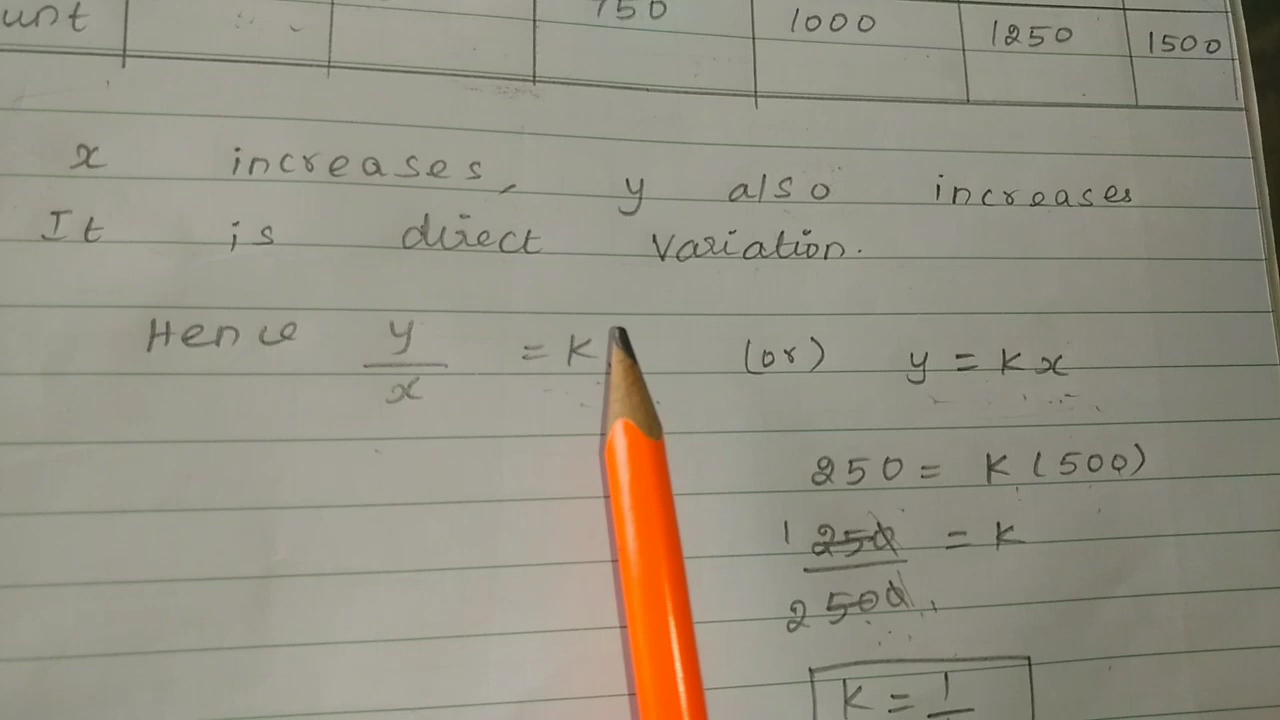 unt 750 1000 1250 1500
x increases, y also increases
It is direct variation.
Hence y/x = K (or) y = Kx
250 = K (500)
1 250 = K
2 500
K = 1